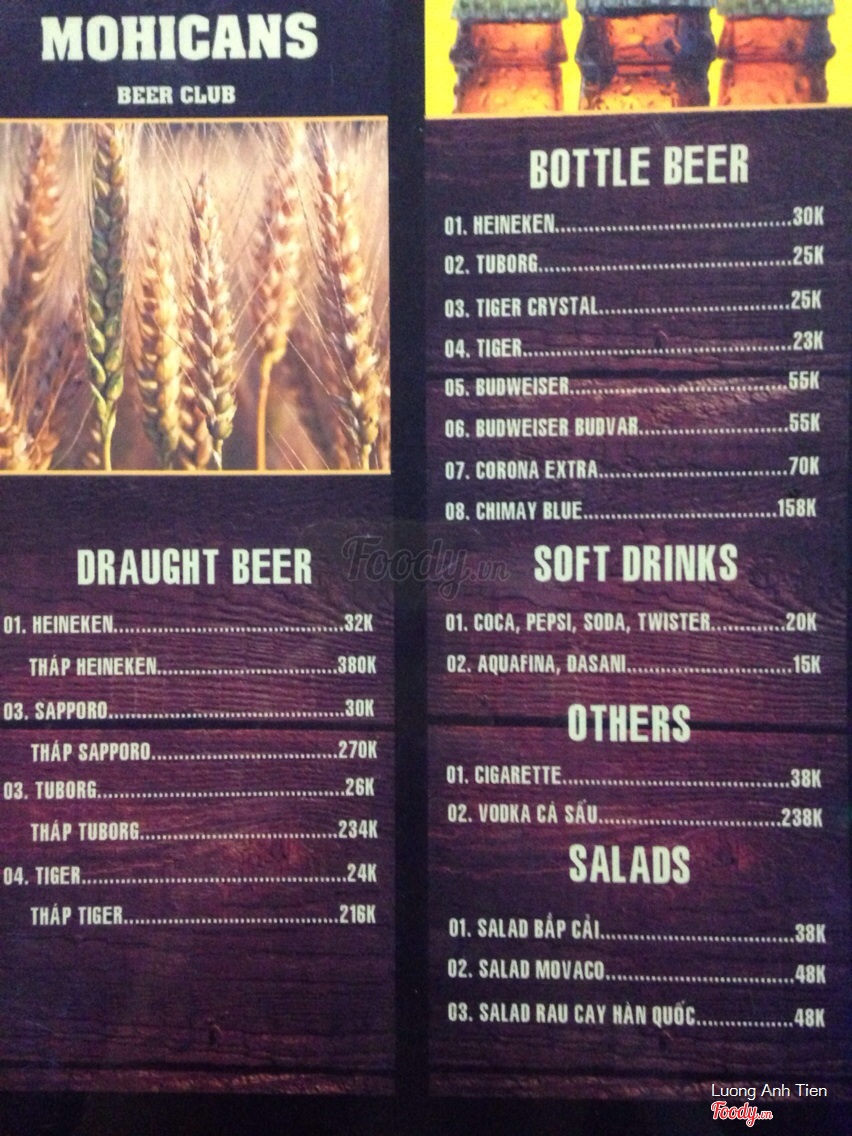 MOHICANS
BEER CLUB
DRAUGHT BEER
01. HEINEKEN............32K
THÁP HEINEKEN............380K
03. SAPPORO............30K
THÁP SAPPORO............270K
03. TUBORG............26K
THÁP TUBORG............234K
04. TIGER............24K
THÁP TIGER............216K
BOTTLE BEER
01. HEINEKEN............30K
02. TUBORG............25K
03. TIGER CRYSTAL............25K
04. TIGER............23K
05. BUDWEISER............55K
06. BUDWEISER BUDVAR............55K
07. CORONA EXTRA............70K
08. CHIMAY BLUE............158K
SOFT DRINKS
01. COCA, PEPSI, SODA, TWISTER............20K
02. AQUAFINA, DASANI............15K
OTHERS
01. CIGARETTE............38K
02. VODKA CÁ SẤU............238K
SALADS
01. SALAD BẮP CẢI............38K
02. SALAD MOVACO............48K
03. SALAD RAU CAY HÀN QUỐC............48K
Foody.vn
Luong Anh Tien
Foody.vn